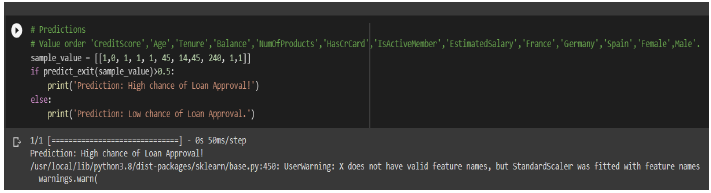 # Predictions
# Value order 'CreditScore','Age','Tenure','Balance','NumOfProducts','HasCrCard','IsActiveMember','EstimatedSalary','France','Germany','Spain','Female',Male'.
sample_value = [[1,0, 1, 1, 1, 45, 14,45, 240, 1,1]]
if predict_exit(sample_value)>0.5:
print('Prediction: High chance of Loan Approval!')
else:
print('Prediction: Low chance of Loan Approval.')
1/1 [==============================] - 0s 50ms/step
Prediction: High chance of Loan Approval!
/usr/local/lib/python3.8/dist-packages/sklearn/base.py:450: UserWarning: X does not have valid feature names, but StandardScaler was fitted with feature names
warnings.warn(